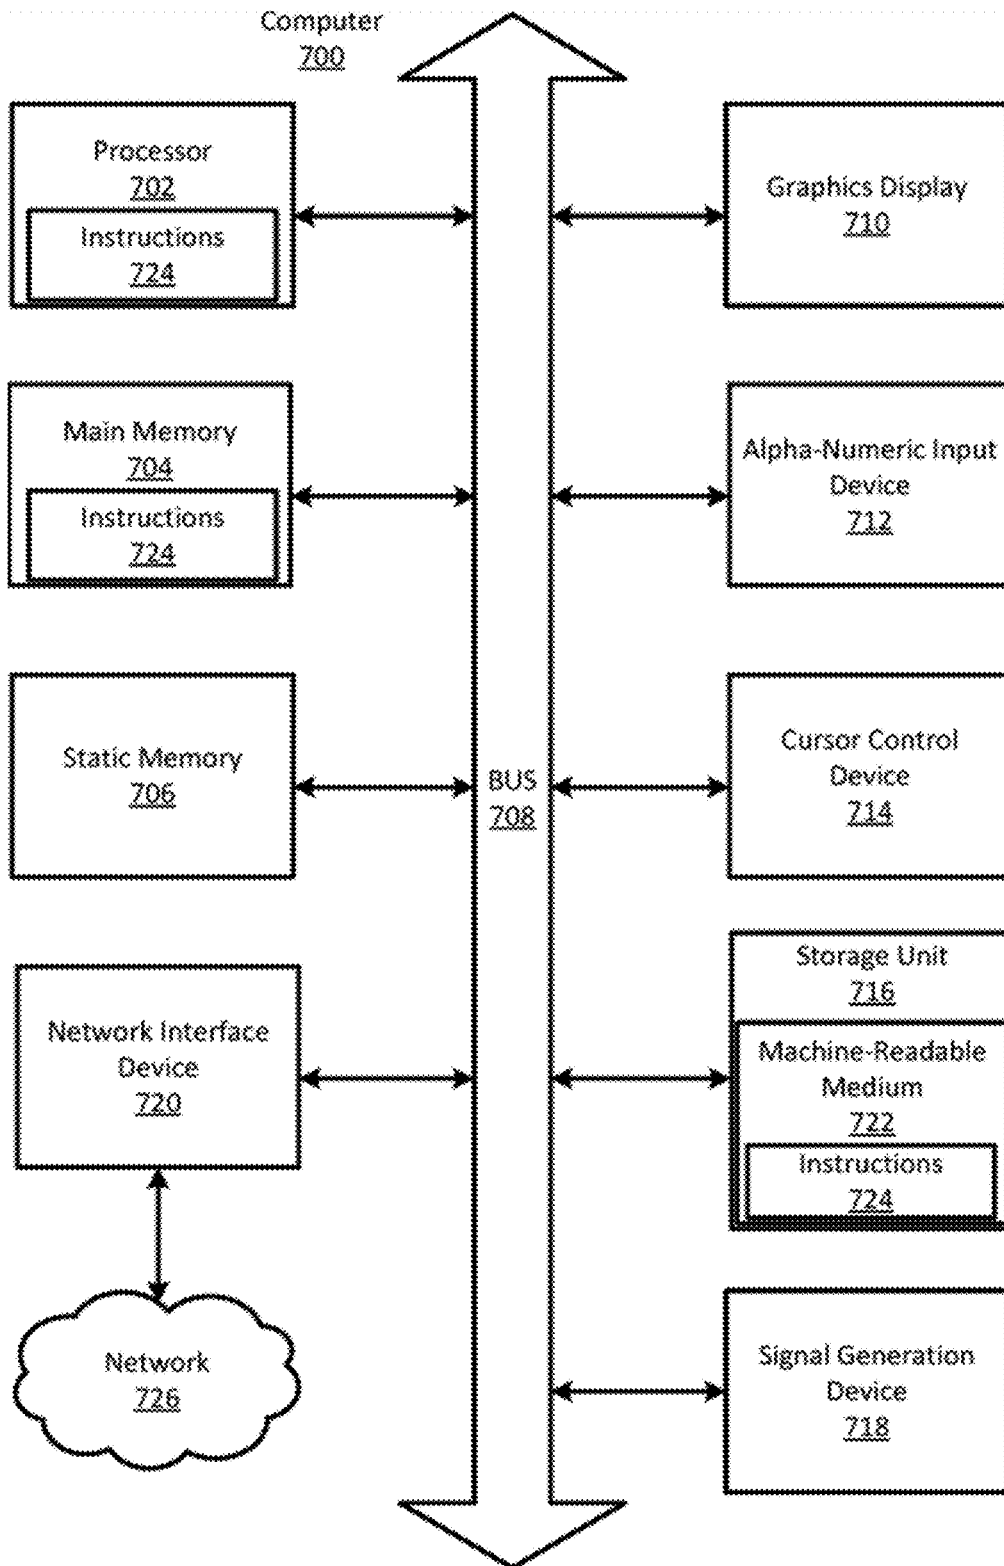 Computer
700
Processor
702
Instructions
724
Main Memory
704
Instructions
724
Static Memory
706
Network Interface
Device
720
Network
726
BUS
708
Graphics Display
710
Alpha-Numeric Input
Device
712
Cursor Control
Device
714
Storage Unit
716
Machine-Readable
Medium
722
Instructions
724
Signal Generation
Device
718